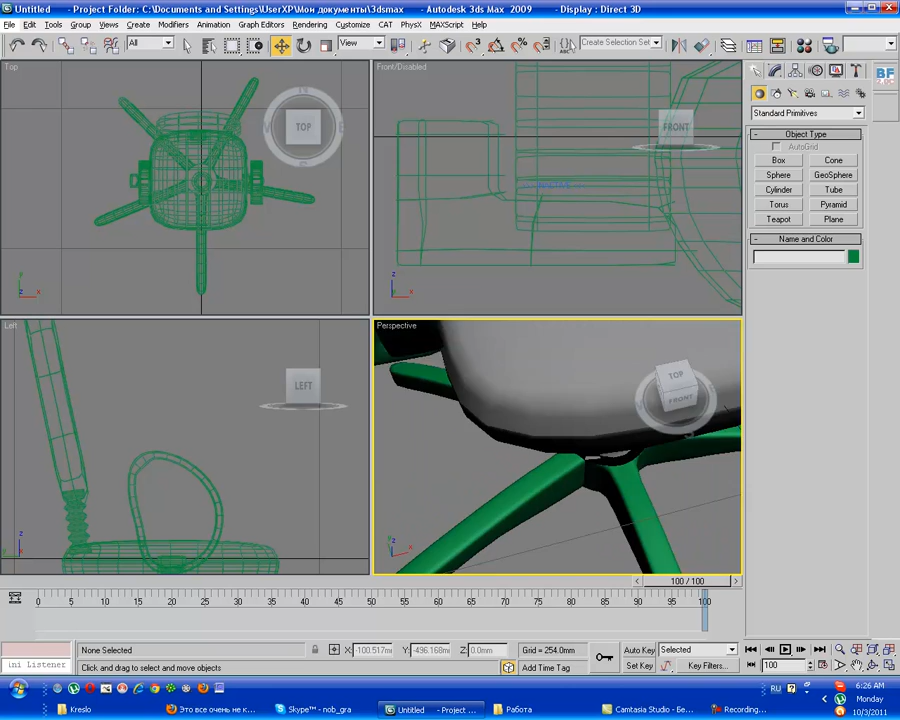 Untitled - Project Folder: C:\Documents and Settings\UserXP\Мои документы\3dsmax - Autodesk 3ds Max 2009 - Display : Direct 3D
File Edit Tools Group Views Create Modifiers Animation Graph Editors Rendering Customize CAT PhysX MAXScript Help
All View Create Selection Set
BF
Top Front/Disabled
TOP FRONT
Standard Primitives
- Object Type
AutoGrid
Box Cone
Sphere GeoSphere
Cylinder Tube
Torus Pyramid
Teapot Plane
- Name and Color
z x
Left Perspective
LEFT TOP
FRONT
< 100 / 100 >
0 5 10 15 20 25 30 35 40 45 50 55 60 65 70 75 80 85 90 95 100
None Selected X: -100.517m Y: -496.168m Z: 0.0mm Grid = 254.0mm Auto Key Selected
ini Listener Click and drag to select and move objects Add Time Tag Set Key Key Filters... 100
Kreslo Это все очень не к... Skype™ - nob_gra Untitled - Project ... Работа Camtasia Studio - Бе... Recording...
RU 6:26 AM
Monday
10/3/2011